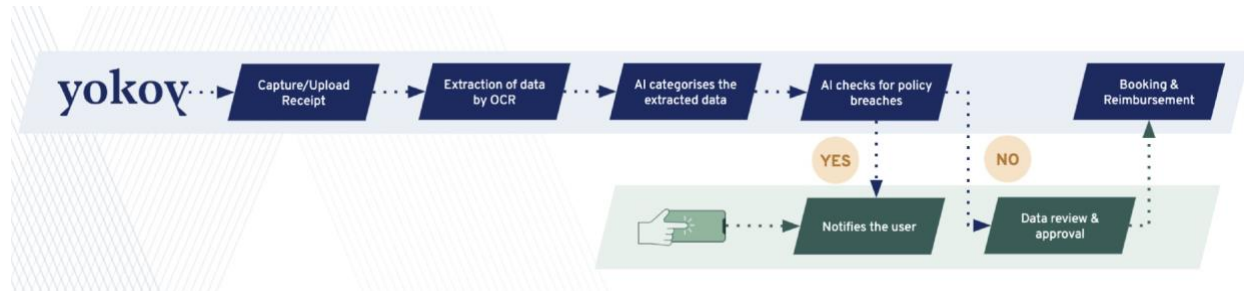 yokoy
Capture/Upload
Receipt
Extraction of data
by OCR
AI categorises the
extracted data
AI checks for policy
breaches
Booking &
Reimbursement
YES
NO
Notifies the user
Data review &
approval